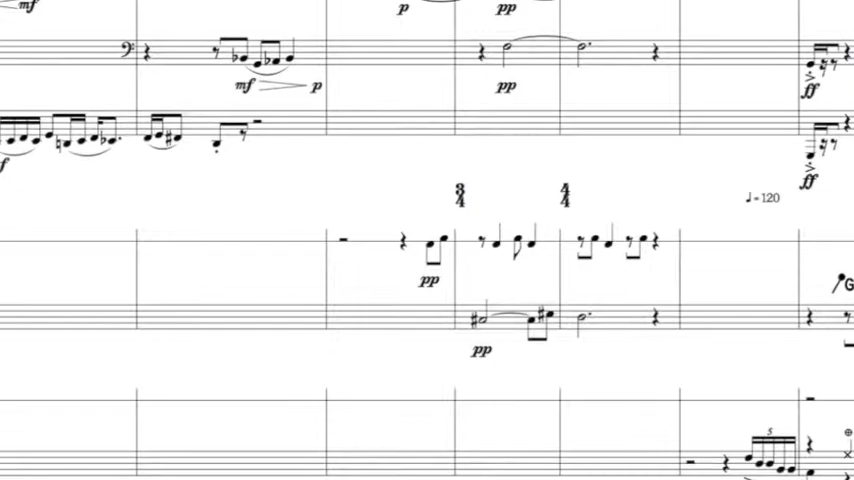 mf
p pp
mf p pp ff
f ff
3 4
4 4
♩=120
pp
G
pp
5